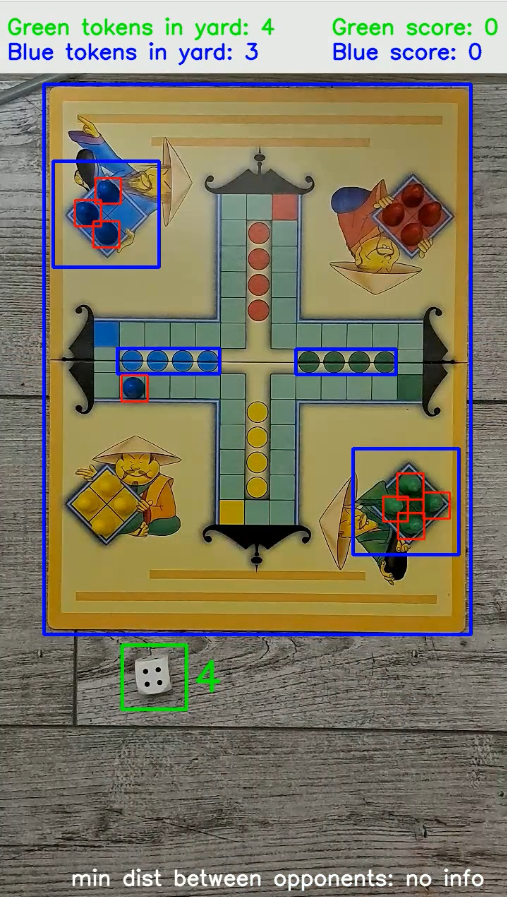 Green tokens in yard: 4 Green score: 0
Blue tokens in yard: 3 Blue score: 0
4
min dist between opponents: no info